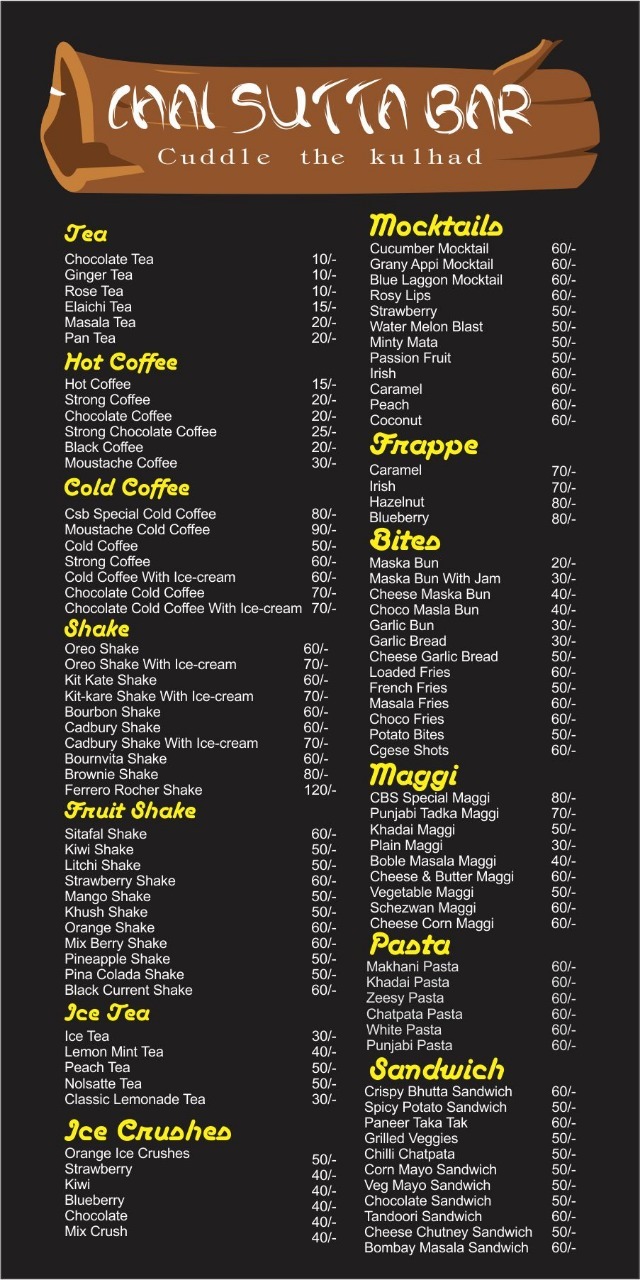 CHAI SUTTA BAR
Cuddle the kulhad
Tea
Chocolate Tea 10/-
Ginger Tea 10/-
Rose Tea 10/-
Elaichi Tea 15/-
Masala Tea 20/-
Pan Tea 20/-
Hot Coffee
Hot Coffee 15/-
Strong Coffee 20/-
Chocolate Coffee 20/-
Strong Chocolate Coffee 25/-
Black Coffee 20/-
Moustache Coffee 30/-
Cold Coffee
Csb Special Cold Coffee 80/-
Moustache Cold Coffee 90/-
Cold Coffee 50/-
Strong Coffee 60/-
Cold Coffee With Ice-cream 60/-
Chocolate Cold Coffee 70/-
Chocolate Cold Coffee With Ice-cream 70/-
Shake
Oreo Shake 60/-
Oreo Shake With Ice-cream 70/-
Kit Kate Shake 60/-
Kit-kare Shake With Ice-cream 70/-
Bourbon Shake 60/-
Cadbury Shake 60/-
Cadbury Shake With Ice-cream 70/-
Bournvita Shake 60/-
Brownie Shake 80/-
Ferrero Rocher Shake 120/-
Fruit Shake
Sitafal Shake 60/-
Kiwi Shake 50/-
Litchi Shake 50/-
Strawberry Shake 60/-
Mango Shake 50/-
Khush Shake 50/-
Orange Shake 60/-
Mix Berry Shake 60/-
Pineapple Shake 50/-
Pina Colada Shake 50/-
Black Current Shake 60/-
Ice Tea
Ice Tea 30/-
Lemon Mint Tea 40/-
Peach Tea 50/-
Nolsatte Tea 50/-
Classic Lemonade Tea 30/-
Ice Crushes
Orange Ice Crushes 50/-
Strawberry 40/-
Kiwi 40/-
Blueberry 40/-
Chocolate 40/-
Mix Crush 40/-
Mocktails
Cucumber Mocktail 60/-
Grany Appi Mocktail 60/-
Blue Laggon Mocktail 60/-
Rosy Lips 60/-
Strawberry 50/-
Water Melon Blast 50/-
Minty Mata 50/-
Passion Fruit 50/-
Irish 60/-
Caramel 60/-
Peach 60/-
Coconut 60/-
Frappe
Caramel 70/-
Irish 70/-
Hazelnut 80/-
Blueberry 80/-
Bites
Maska Bun 20/-
Maska Bun With Jam 30/-
Cheese Maska Bun 40/-
Choco Masla Bun 40/-
Garlic Bun 30/-
Garlic Bread 30/-
Cheese Garlic Bread 50/-
Loaded Fries 60/-
French Fries 50/-
Masala Fries 60/-
Choco Fries 60/-
Potato Bites 50/-
Cgese Shots 60/-
Maggi
CBS Special Maggi 80/-
Punjabi Tadka Maggi 70/-
Khadai Maggi 50/-
Plain Maggi 30/-
Boble Masala Maggi 40/-
Cheese & Butter Maggi 60/-
Vegetable Maggi 50/-
Schezwan Maggi 60/-
Cheese Corn Maggi 60/-
Pasta
Makhani Pasta 60/-
Khadai Pasta 60/-
Zeesy Pasta 60/-
Chatpata Pasta 60/-
White Pasta 60/-
Punjabi Pasta 60/-
Sandwich
Crispy Bhutta Sandwich 60/-
Spicy Potato Sandwich 50/-
Paneer Taka Tak 60/-
Grilled Veggies 50/-
Chilli Chatpata 50/-
Corn Mayo Sandwich 50/-
Veg Mayo Sandwich 50/-
Chocolate Sandwich 50/-
Tandoori Sandwich 60/-
Cheese Chutney Sandwich 50/-
Bombay Masala Sandwich 60/-